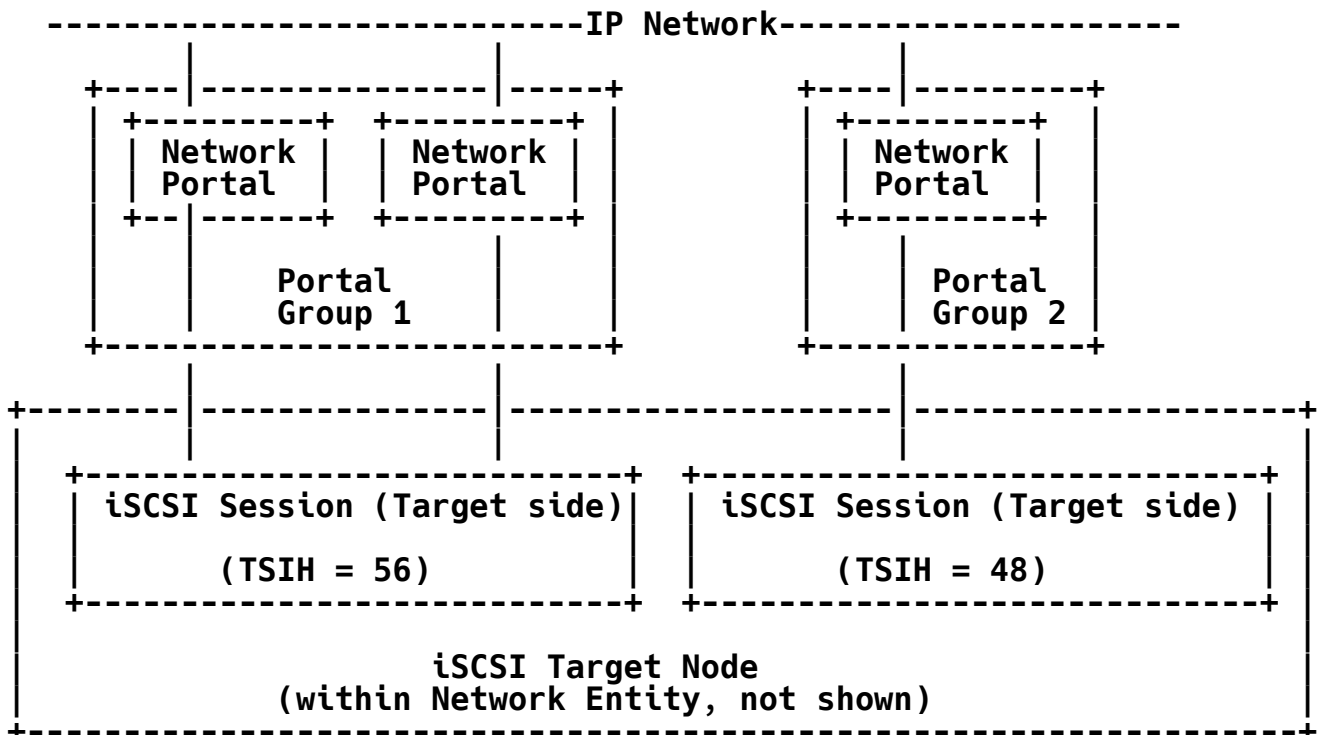 IP Network
Network Network Network
Portal Portal Portal
Portal Portal
Group 1 Group 2
iSCSI Session (Target side) iSCSI Session (Target side)
(TSIH = 56) (TSIH = 48)
iSCSI Target Node
(within Network Entity, not shown)